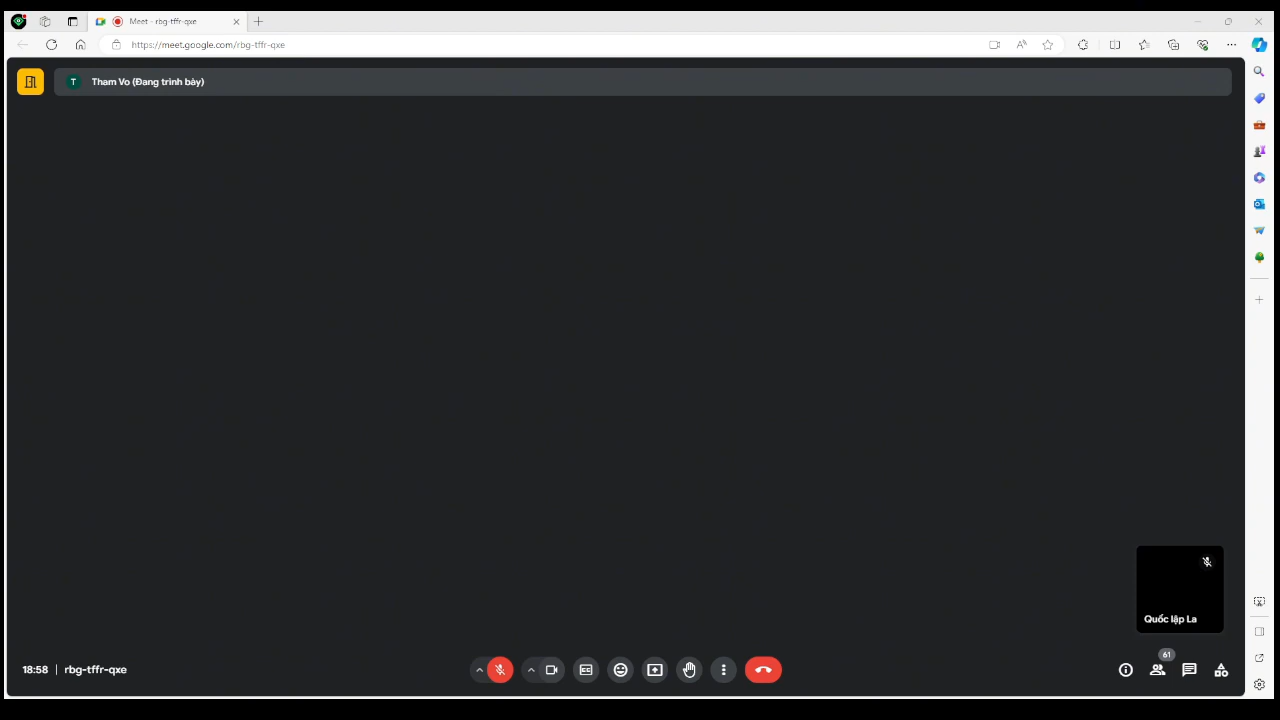 Meet - rbg-tffr-qxe
https://meet.google.com/rbg-tffr-qxe
T
Tham Vo (Đang trình bày)
Quốc lập La
18:58 | rbg-tffr-qxe
61